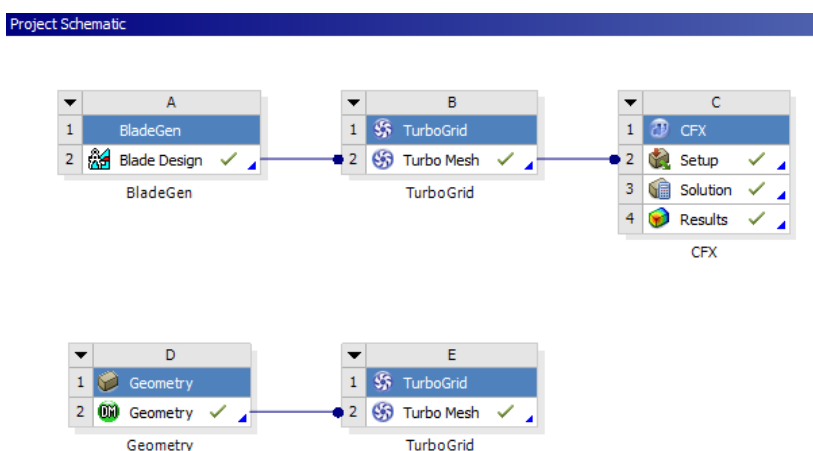 Project Schematic
A B C
1 BladeGen 1 TurboGrid 1 CFX
2 Blade Design 2 Turbo Mesh 2 Setup
BladeGen TurboGrid 3 Solution
4 Results
CFX
D E
1 Geometry 1 TurboGrid
2 DM Geometry 2 Turbo Mesh
Geometry TurboGrid